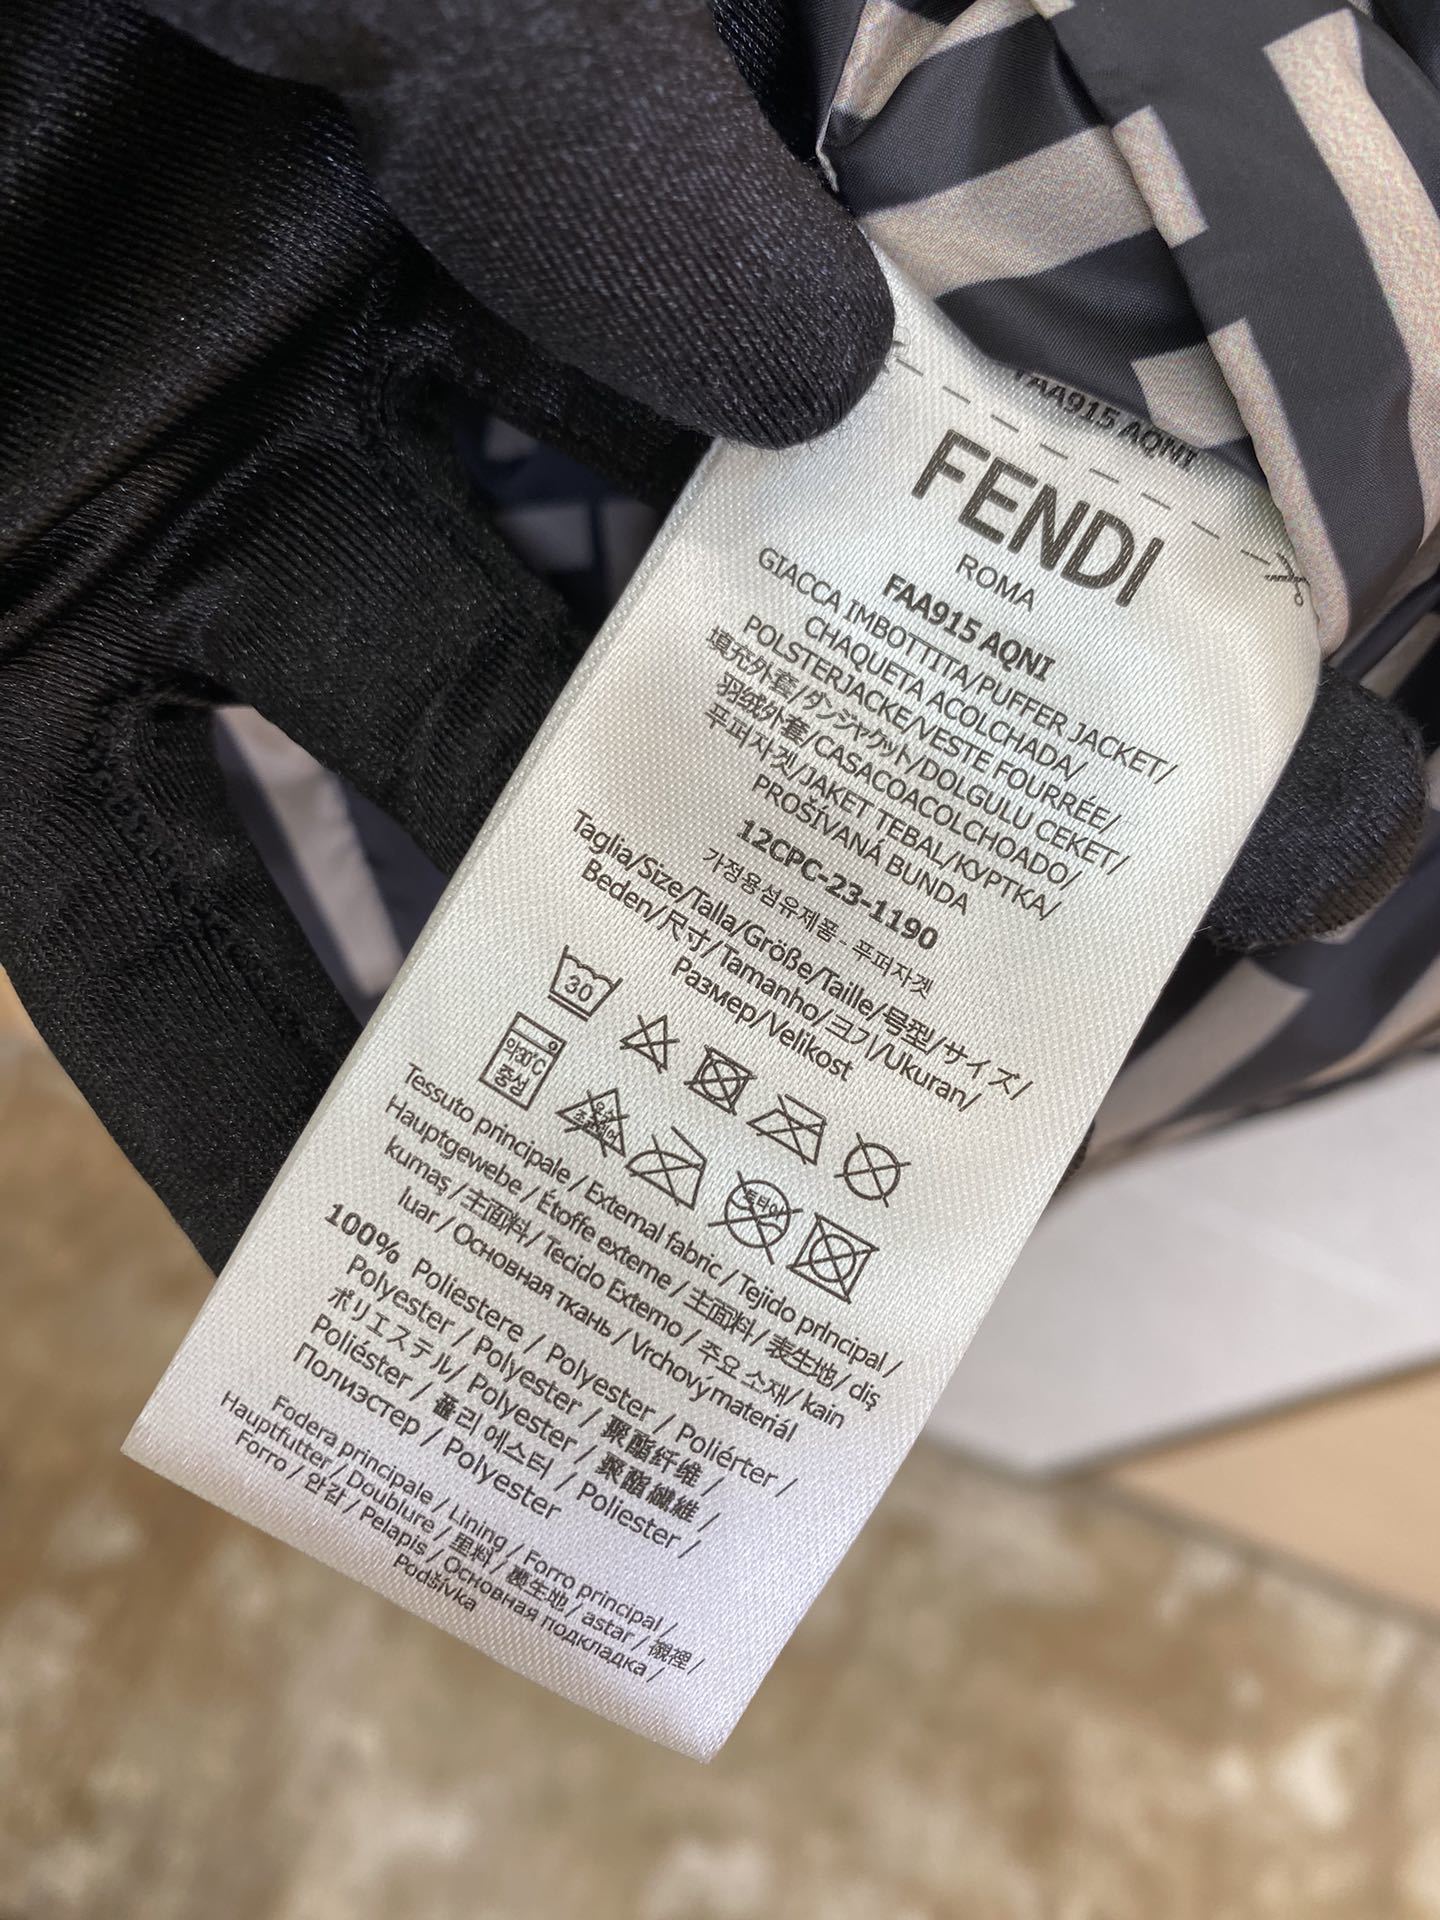 FAA915 AQNI
FENDI
ROMA
FAA915 AQNI
GIACCA IMBOTTITA/PUFFER JACKET/
CHAQUETA ACOLCHADA/
POLSTERJACKE/VESTE FOURRÉE/
填充外套/ダンジャケット/DOLGULU CEKET/
羽绒外套/CASACOACOLCHOADO/
푸퍼자켓/JAKET TEBAL/КУРТКА/
PROŠÍVANÁ BUNDA
12CPC-23-1190
가정용섬유제품 - 푸퍼자켓
Taglia/Size/Talla/Größe/Taille/号型/サイズ/
Beden/尺寸/Tamanho/크기/Ukuran/
Размер/Velikost
30
약30℃
중성
Tessuto principale / External fabric / Tejido principal /
Hauptgewebe / Étoffe externe / 主面料 / 表生地 / diş
kumaş / 主面料 / Tecido Externo / 주요 소재 / kain
luar / Основная ткань / Vrchový materiál
100% Poliestere / Polyester / Poliérter /
Polyester / Polyester / 聚酯纤维 /
ポリエステル / Polyester / 聚酯纖維 /
Poliéster / 폴리 에스터 / Poliester /
Полиэстер / Polyester
Fodera principale / Lining / Forro principal /
Hauptfutter / Doublure / 里料 / 裏生地 / astar / 襯裡 /
Forro / 안감 / Pelapis / Основная подкладка /
Podšívka